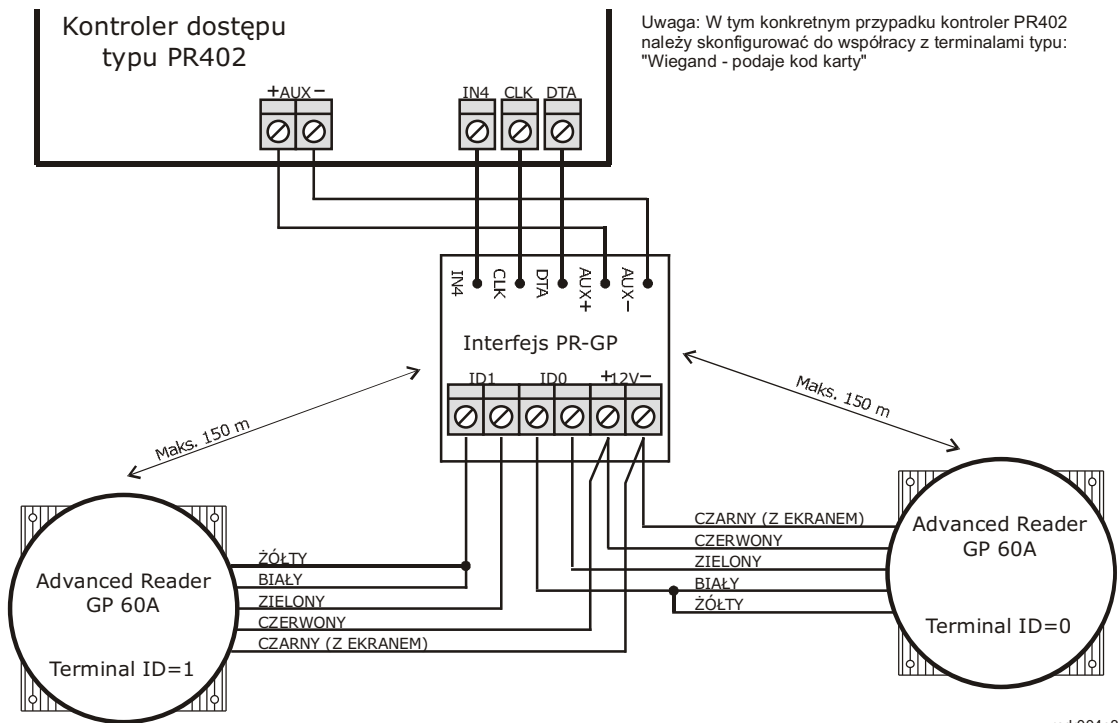 Kontroler dostępu
typu PR402
Uwaga: W tym konkretnym przypadku kontroler PR402
należy skonfigurować do współracy z terminalami typu:
"Wiegand - podaje kod karty"
+AUX−
IN4 CLK DTA
IN4 CLK DTA AUX+ AUX−
Interfejs PR-GP
ID1 ID0 +12V−
Maks. 150 m
Maks. 150 m
CZARNY (Z EKRANEM)
CZERWONY
ZIELONY
BIAŁY
ŻÓŁTY
Advanced Reader
GP 60A
Terminal ID=0
ŻÓŁTY
BIAŁY
ZIELONY
CZERWONY
CZARNY (Z EKRANEM)
Advanced Reader
GP 60A
Terminal ID=1